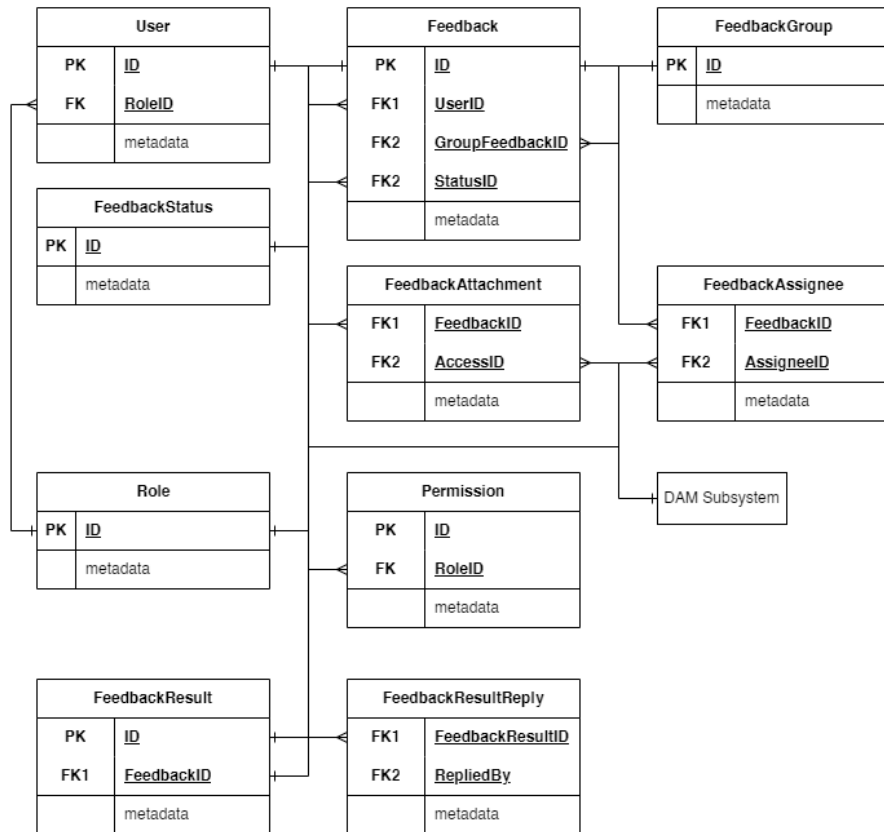 User
PK ID
FK RoleID
metadata
Feedback
PK ID
FK1 UserID
FK2 GroupFeedbackID
FK2 StatusID
metadata
FeedbackGroup
PK ID
metadata
FeedbackStatus
PK ID
metadata
FeedbackAttachment
FK1 FeedbackID
FK2 AccessID
metadata
FeedbackAssignee
FK1 FeedbackID
FK2 AssigneeID
metadata
Role
PK ID
metadata
Permission
PK ID
FK RoleID
metadata
DAM Subsystem
FeedbackResult
PK ID
FK1 FeedbackID
metadata
FeedbackResultReply
FK1 FeedbackResultID
FK2 RepliedBy
metadata